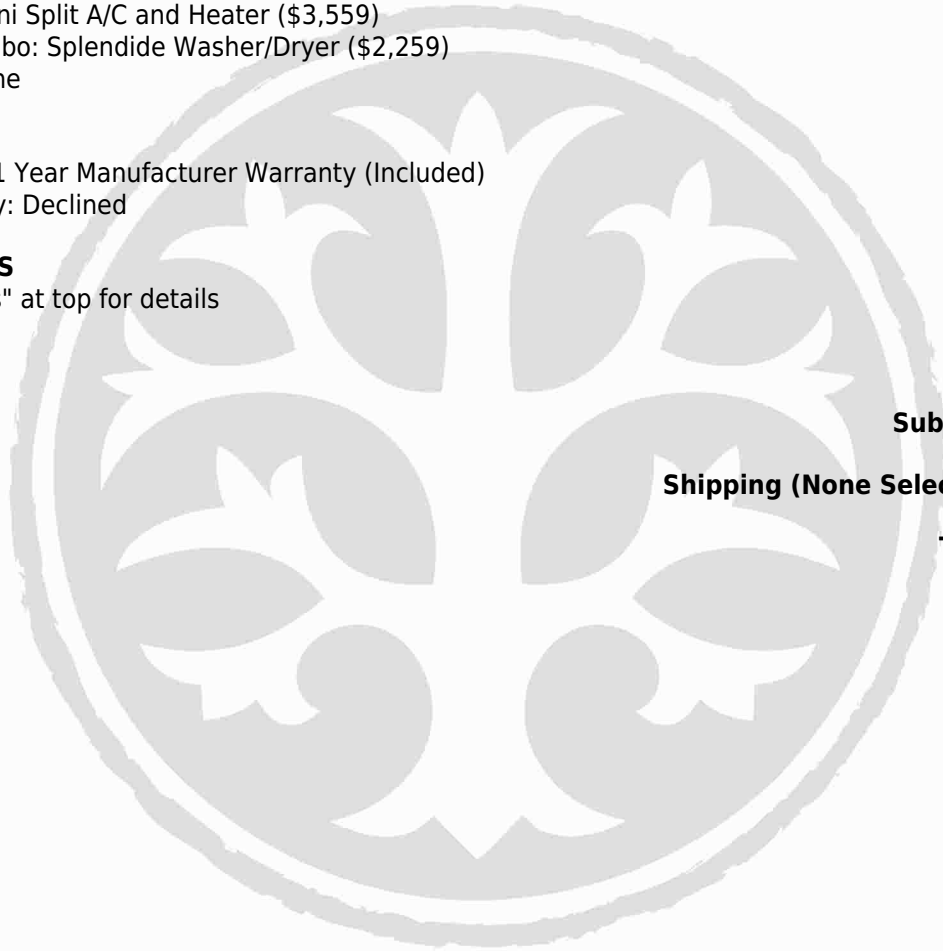 ni Split A/C and Heater ($3,559)
bo: Splendide Washer/Dryer ($2,259)
ne
1 Year Manufacturer Warranty (Included)
y: Declined
S
s" at top for details
Sub
Shipping (None Selec